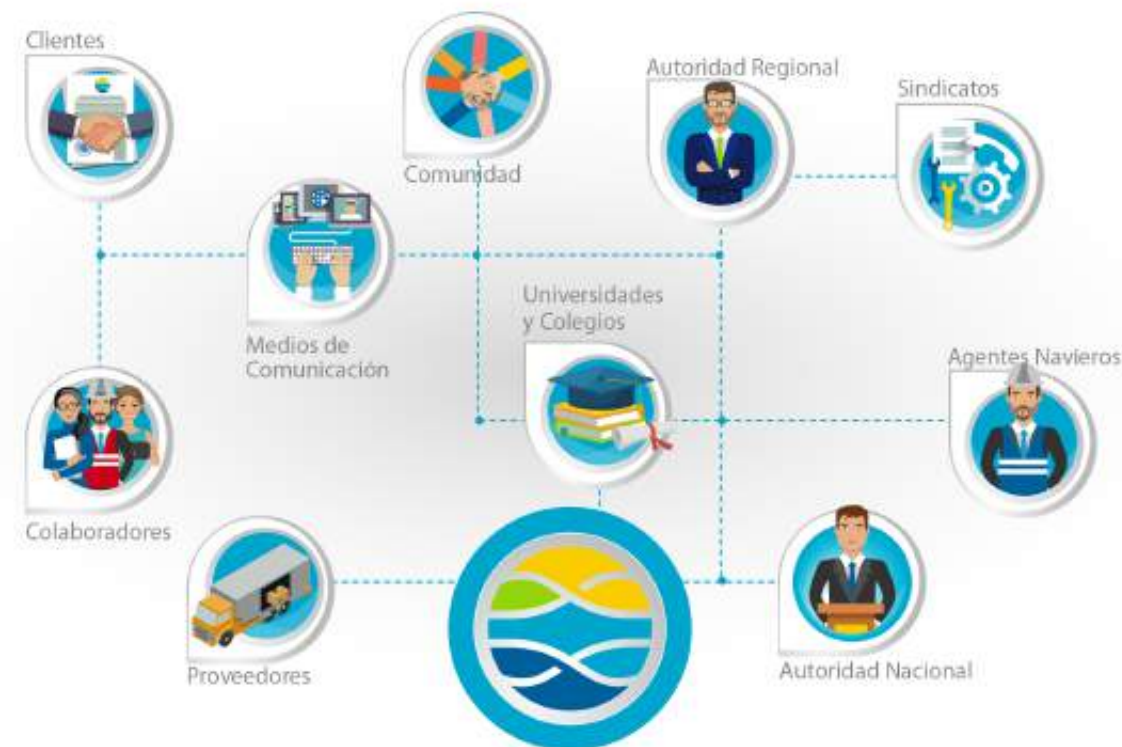 Clientes
Comunidad
Autoridad Regional
Sindicatos
Medios de
Comunicación
Universidades
y Colegios
Agentes Navieros
Colaboradores
Proveedores
Autoridad Nacional